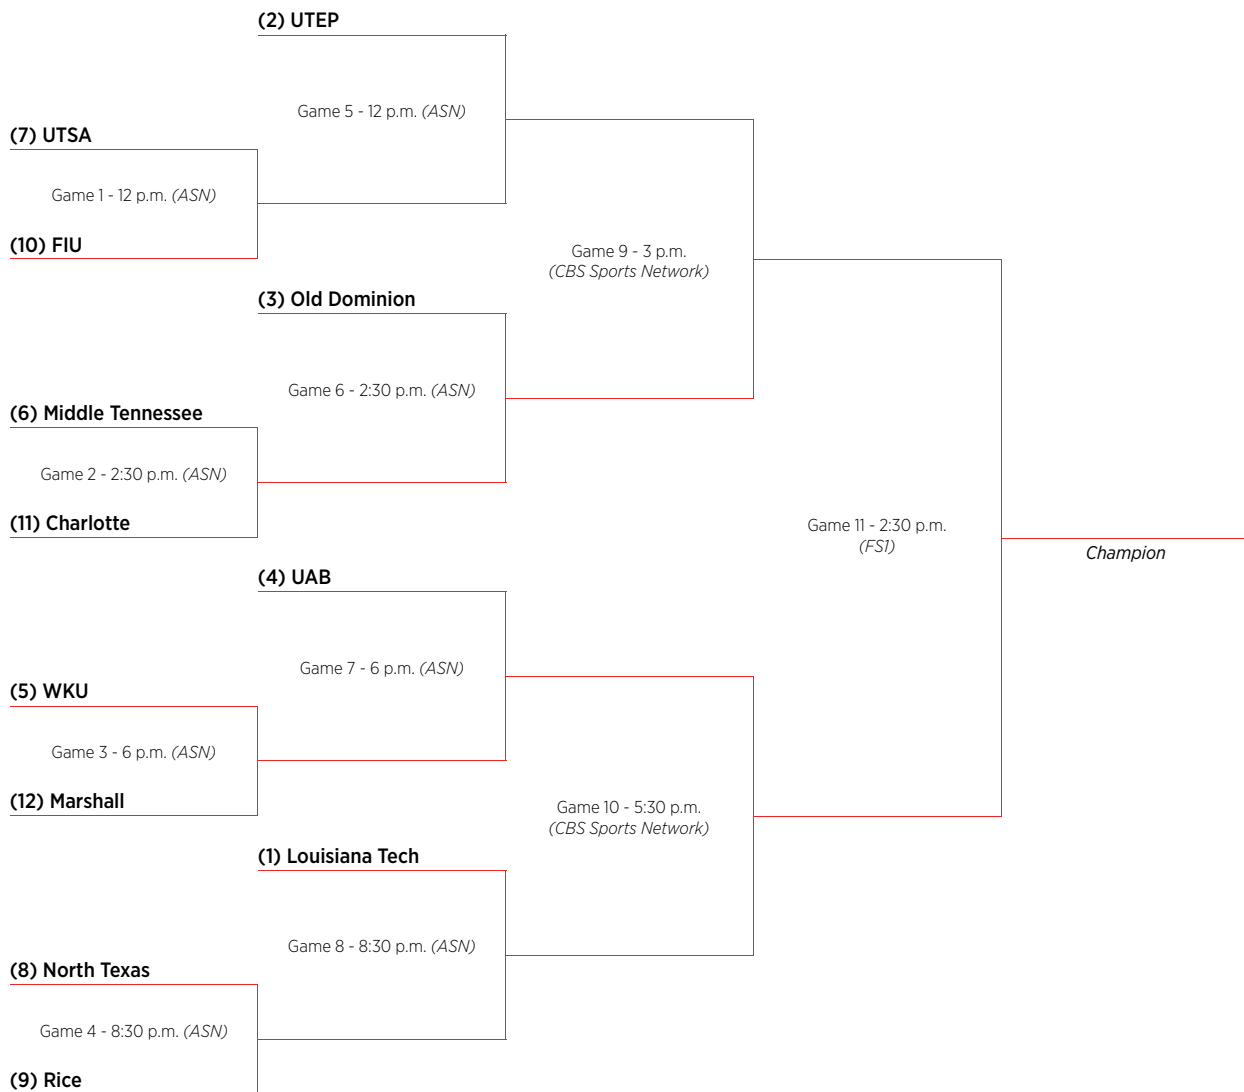 (2) UTEP
Game 5 - 12 p.m. (ASN)
(7) UTSA
Game 1 - 12 p.m. (ASN)
(10) FIU
Game 9 - 3 p.m.
(CBS Sports Network)
(3) Old Dominion
Game 6 - 2:30 p.m. (ASN)
(6) Middle Tennessee
Game 2 - 2:30 p.m. (ASN)
(11) Charlotte
Game 11 - 2:30 p.m.
(FS1)
Champion
(4) UAB
Game 7 - 6 p.m. (ASN)
(5) WKU
Game 3 - 6 p.m. (ASN)
(12) Marshall
Game 10 - 5:30 p.m.
(CBS Sports Network)
(1) Louisiana Tech
Game 8 - 8:30 p.m. (ASN)
(8) North Texas
Game 4 - 8:30 p.m. (ASN)
(9) Rice